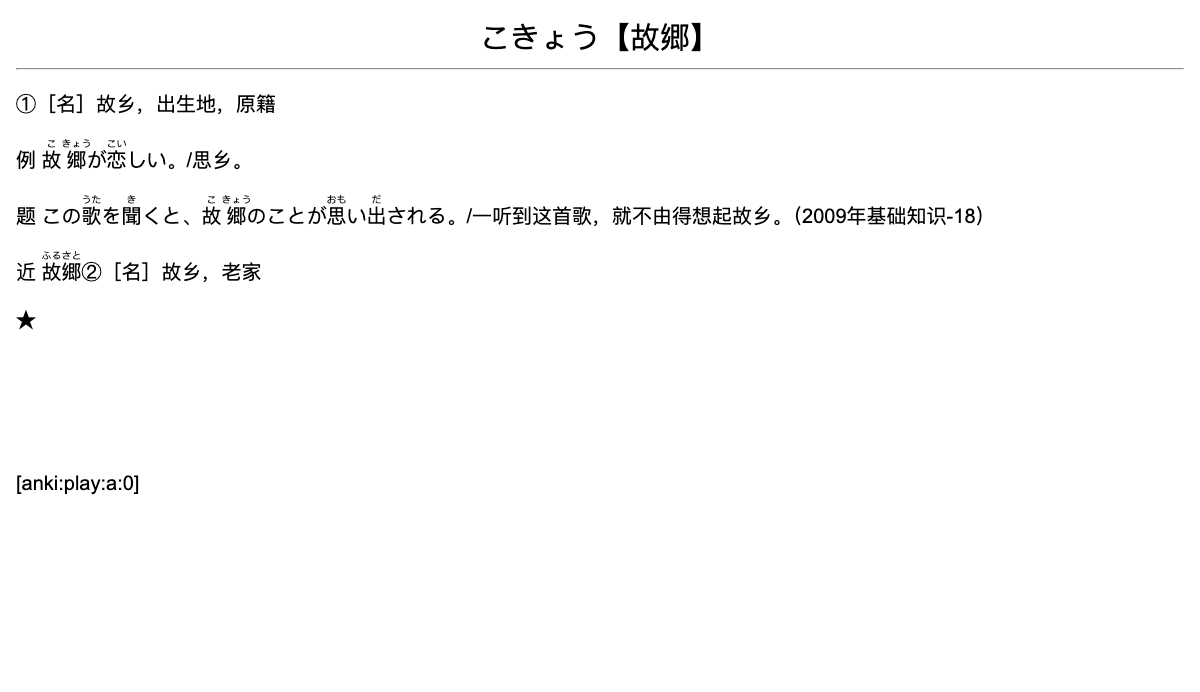 こきょう【故郷】
①［名］故乡，出生地，原籍
こ きょう こい
例 故郷が恋しい。/思乡。
うた き こ きょう おも だ
题 この歌を聞くと、故郷のことが思い出される。/一听到这首歌，就不由得想起故乡。（2009年基础知识-18）
ふるさと
近 故郷②［名］故乡，老家
★
[anki:play:a:0]